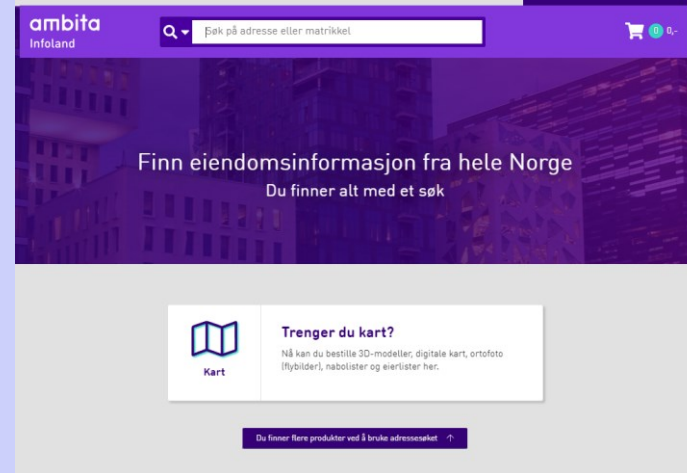 ambita
Infoland
Søk på adresse eller matrikkel
0 0,-
Finn eiendomsinformasjon fra hele Norge
Du finner alt med et søk
Kart
Trenger du kart?
Nå kan du bestille 3D-modeller, digitale kart, ortofoto
(flybilder), nabolister og eierlister her.
Du finner flere produkter ved å bruke adressesøket ↑